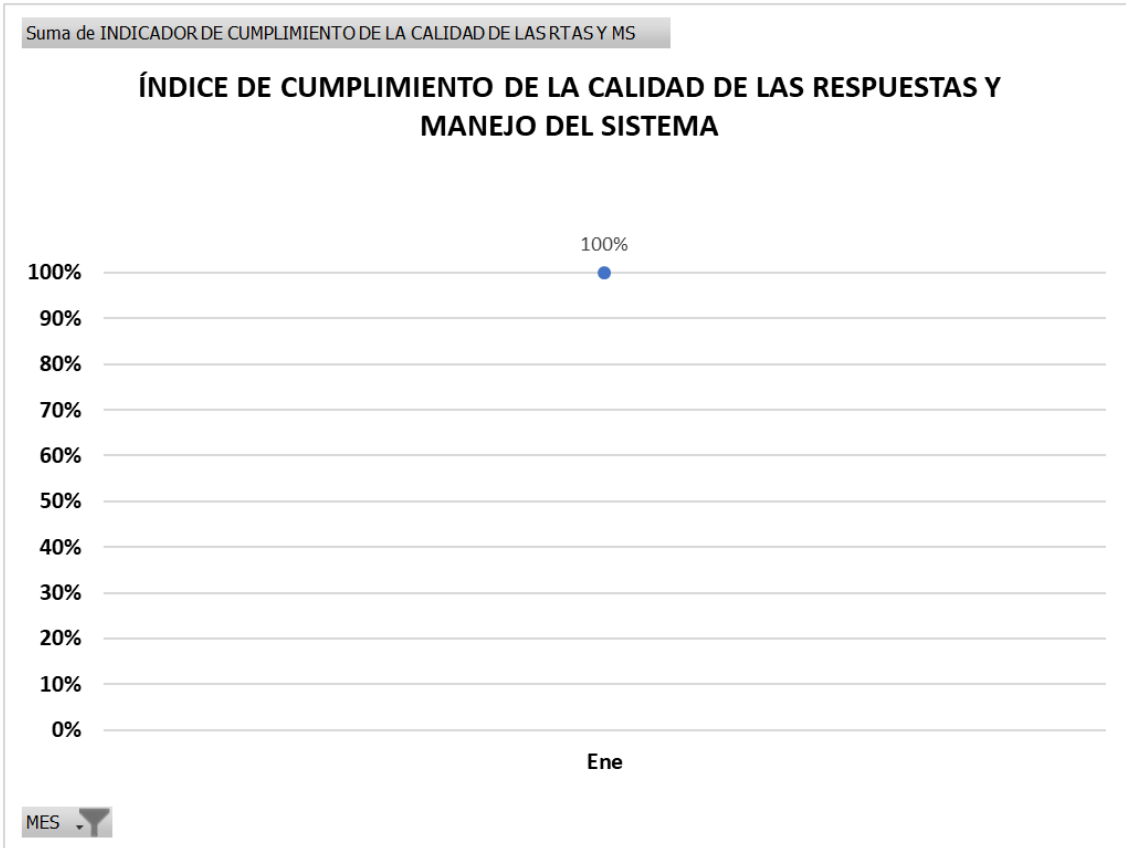 Suma de INDICADOR DE CUMPLIMIENTO DE LA CALIDAD DE LAS RTAS Y MS
ÍNDICE DE CUMPLIMIENTO DE LA CALIDAD DE LAS RESPUESTAS Y
MANEJO DEL SISTEMA
100%
100%
90%
80%
70%
60%
50%
40%
30%
20%
10%
0%
Ene
MES